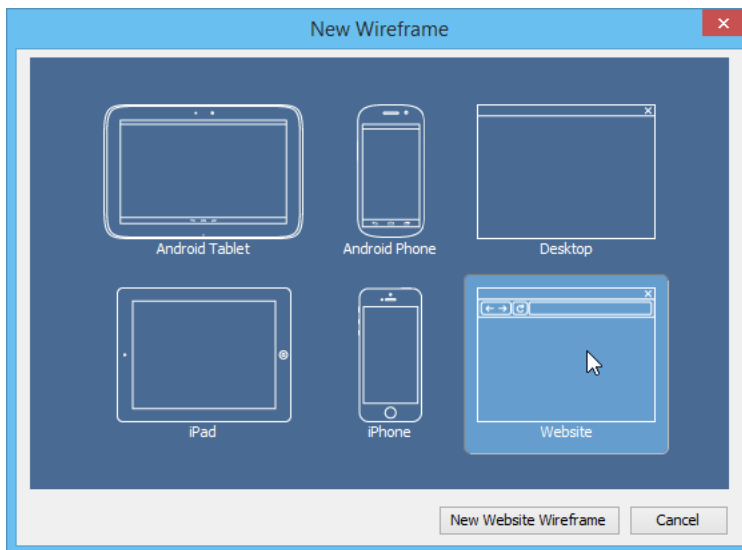 New Wireframe
Android Tablet
Android Phone
Desktop
iPad
iPhone
Website
New Website Wireframe
Cancel